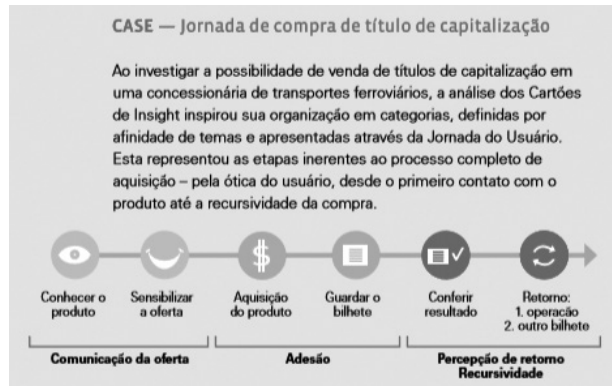 CASE — Jornada de compra de título de capitalização
Ao investigar a possibilidade de venda de títulos de capitalização em
uma concessionária de transportes ferroviários, a análise dos Cartões
de Insight inspirou sua organização em categorias, definidas por
afinidade de temas e apresentadas através da Jornada do Usuário.
Esta representou as etapas inerentes ao processo completo de
aquisição – pela ótica do usuário, desde o primeiro contato com o
produto até a recursividade da compra.
$
Conhecer o
produto
Sensibilizar
a oferta
Aquisição
do produto
Guardar o
bilhete
Conferir
resultado
Retorno:
1. operacão
2. outro bilhete
Comunicação da oferta
Adesão
Percepção de retorno
Recursividade